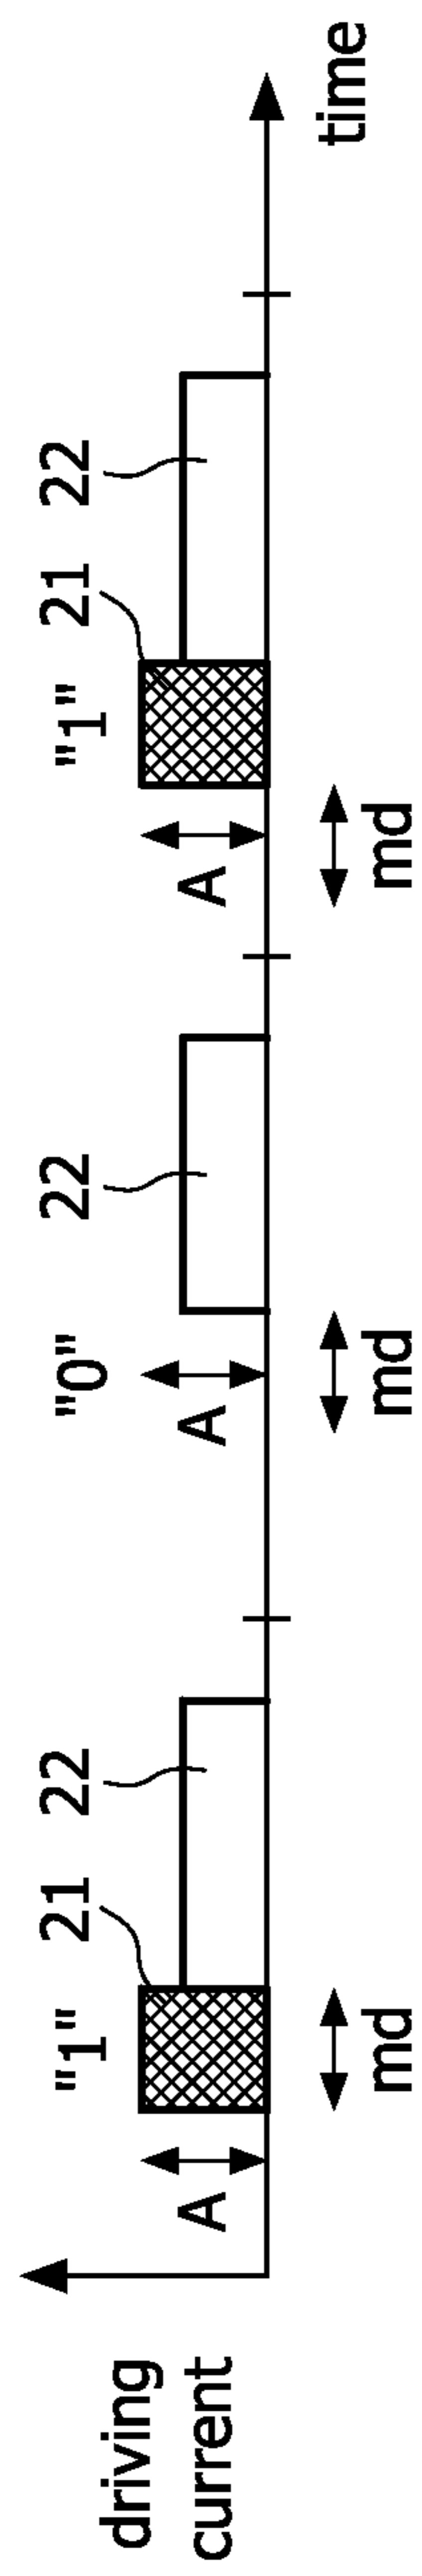 driving
current
"1" "0" "1"
21 22 22 21 22
A A A
md md md
time